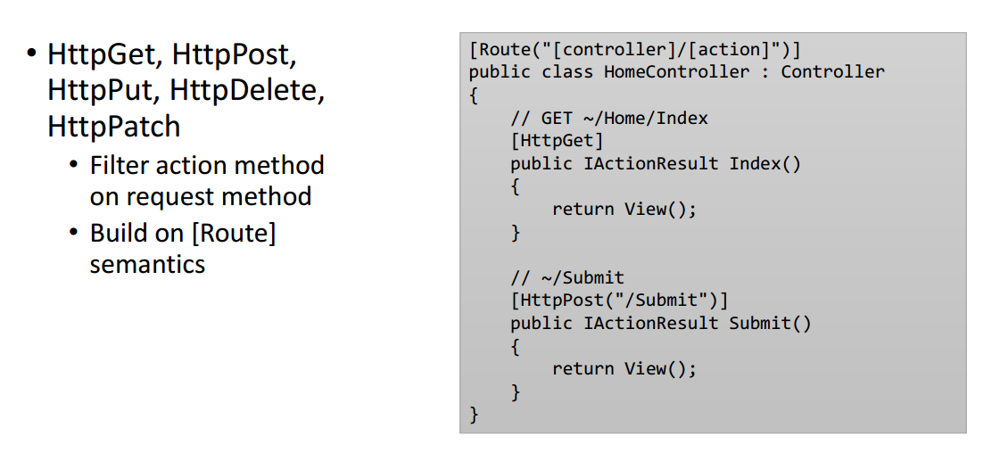 • HttpGet, HttpPost,
HttpPut, HttpDelete,
HttpPatch
• Filter action method
on request method
• Build on [Route]
semantics
[Route("[controller]/[action]")]
public class HomeController : Controller
{
    // GET ~/Home/Index
    [HttpGet]
    public IActionResult Index()
    {
        return View();
    }

    // ~/Submit
    [HttpPost("/Submit")]
    public IActionResult Submit()
    {
        return View();
    }
}